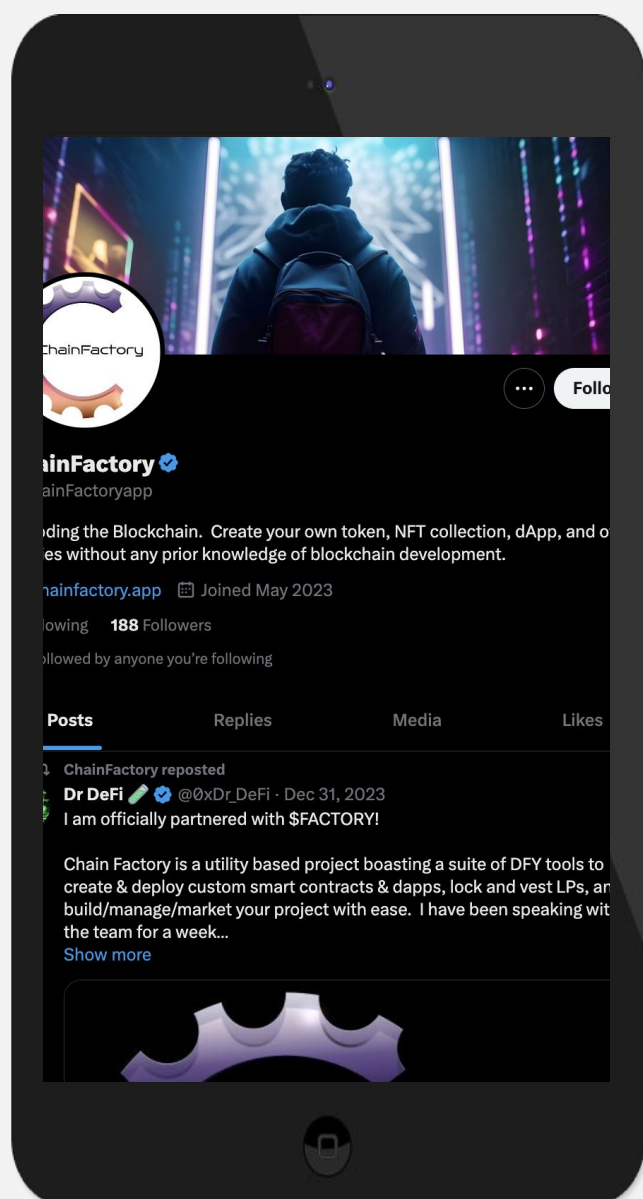 ChainFactory
Follo
ainFactory
ainFactoryapp
oding the Blockchain. Create your own token, NFT collection, dApp, and o
es without any prior knowledge of blockchain development.
hainfactory.app Joined May 2023
lowing 188 Followers
ollowed by anyone you're following
Posts Replies Media Likes
ChainFactory reposted
Dr DeFi @0xDr_DeFi · Dec 31, 2023
I am officially partnered with $FACTORY!
Chain Factory is a utility based project boasting a suite of DFY tools to
create & deploy custom smart contracts & dapps, lock and vest LPs, an
build/manage/market your project with ease. I have been speaking wit
the team for a week...
Show more